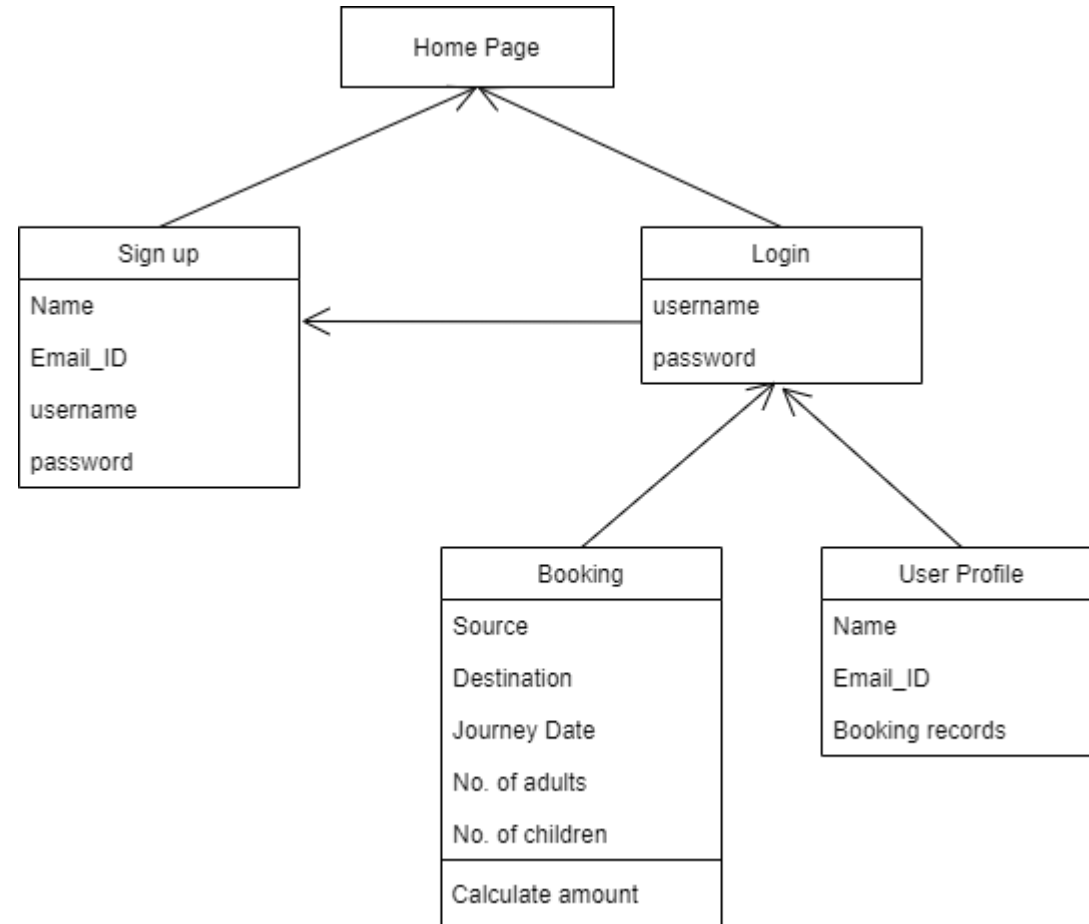 Home Page
Sign up
Name
Email_ID
username
password
Login
username
password
Booking
Source
Destination
Journey Date
No. of adults
No. of children
Calculate amount
User Profile
Name
Email_ID
Booking records